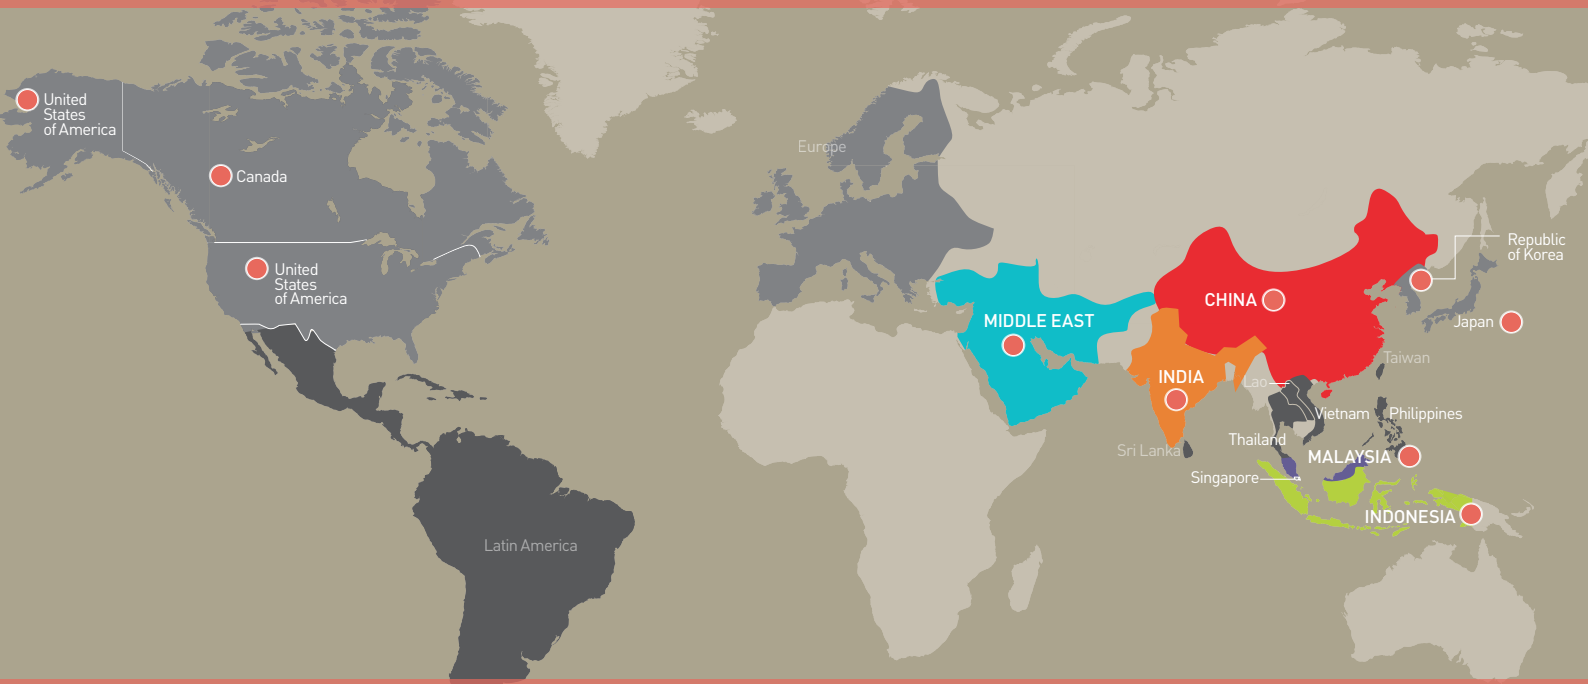 United
States
of America
Canada
United
States
of America
Europe
Latin America
MIDDLE EAST
CHINA
INDIA
Sri Lanka
Republic
of Korea
Japan
Taiwan
Lao
Vietnam
Philippines
Thailand
MALAYSIA
Singapore
INDONESIA